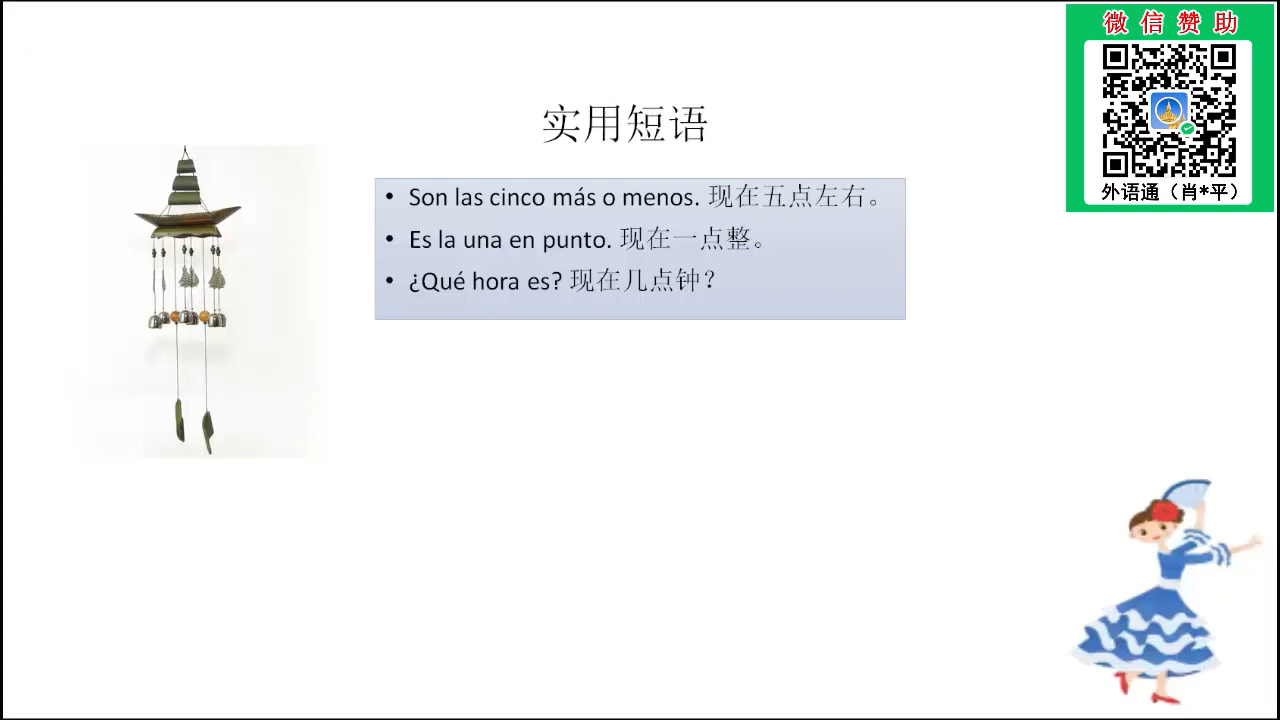 微信赞助
外语通（肖*平）
实用短语
• Son las cinco más o menos. 现在五点左右。
• Es la una en punto. 现在一点整。
• ¿Qué hora es? 现在几点钟？